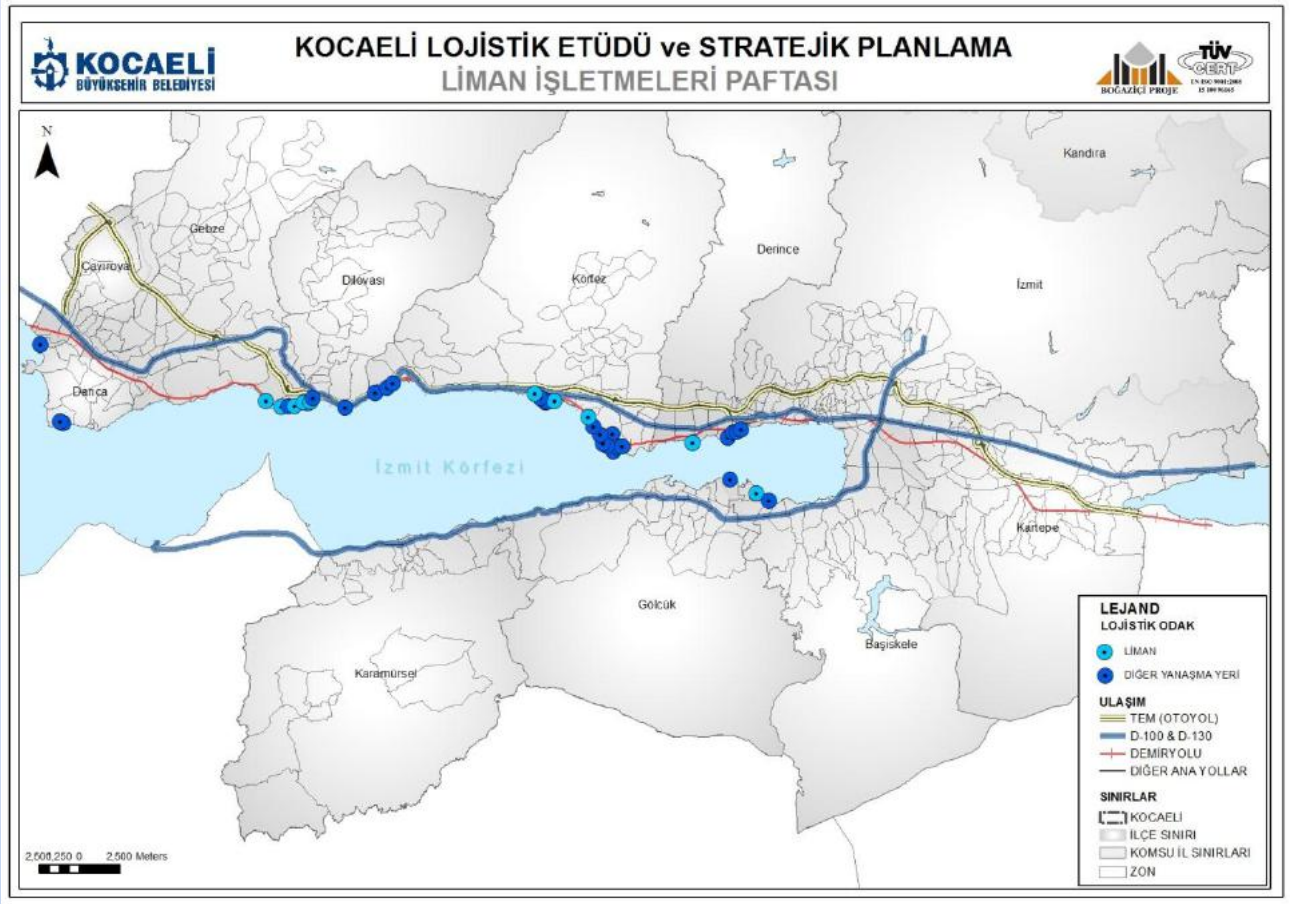 KOCAELİ
BÜYÜKŞEHİR BELEDİYESİ
KOCAELİ LOJİSTİK ETÜDÜ ve STRATEJİK PLANLAMA
LİMAN İŞLETMELERİ PAFTASI
BOĞAZİÇİ PROJE
TÜV
CERT
N
Kandıra
Gebze
Derince
Çayırova
Dilovası
Körfez
İzmit
Darıca
İzmit Körfezi
Kartepe
Gölcük
Başiskele
Karamürsel
LEJAND
LOJİSTİK ODAK
LİMAN
DİĞER YANAŞMA YERİ
ULAŞIM
TEM (OTOYOL)
D-100 & D-130
DEMİRYOLU
DİĞER ANA YOLLAR
SINIRLAR
KOCAELİ
İLÇE SINIRI
KOMSU İL SINIRLARI
ZON
2,500 Meters